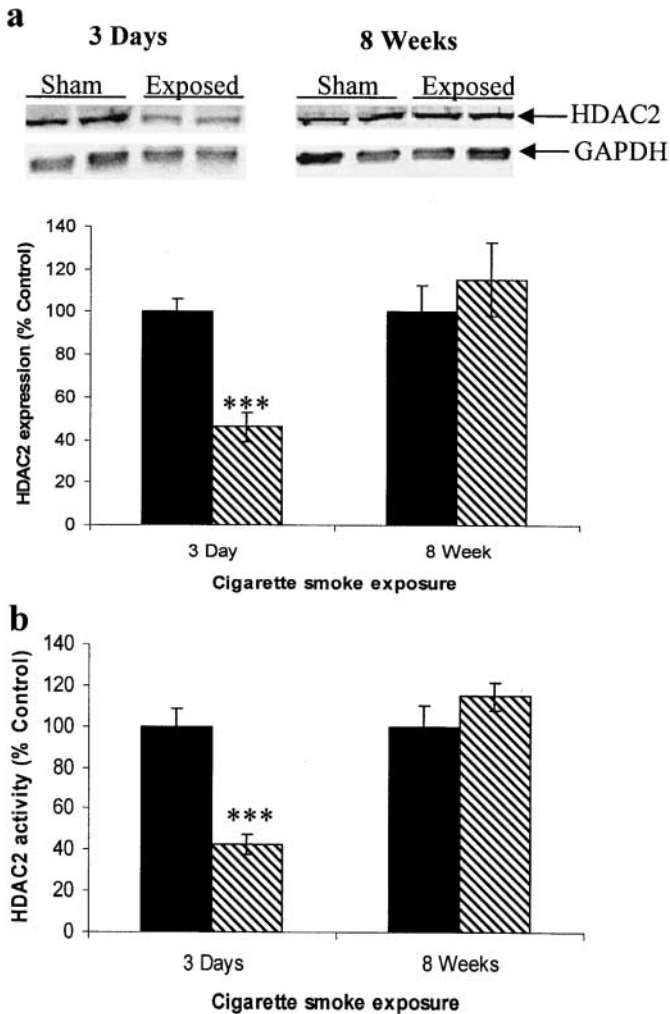 a
3 Days 8 Weeks
Sham Exposed Sham Exposed
HDAC2
GAPDH
HDAC2 expression (% Control)
140
120
100
80
60
40
20
0
***
3 Day 8 Week
Cigarette smoke exposure
b
HDAC2 activity (% Control)
140
120
100
80
60
40
20
0
***
3 Days 8 Weeks
Cigarette smoke exposure